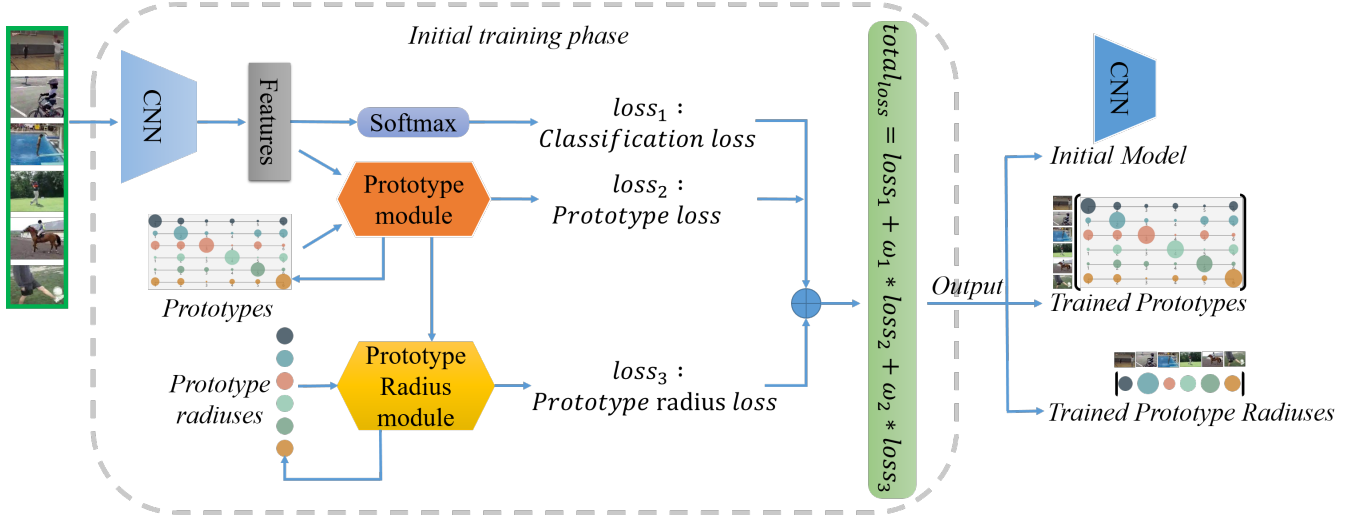 Initial training phase
CNN
Features
Softmax
loss₁ :
Classification loss
Prototype
module
loss₂ :
Prototype loss
Prototypes
Prototype
radiuses
Prototype
Radius
module
loss₃ :
Prototype radius loss
total_loss = loss₁ + ω₁ * loss₂ + ω₂ * loss₃
Output
CNN
Initial Model
Trained Prototypes
Trained Prototype Radiuses